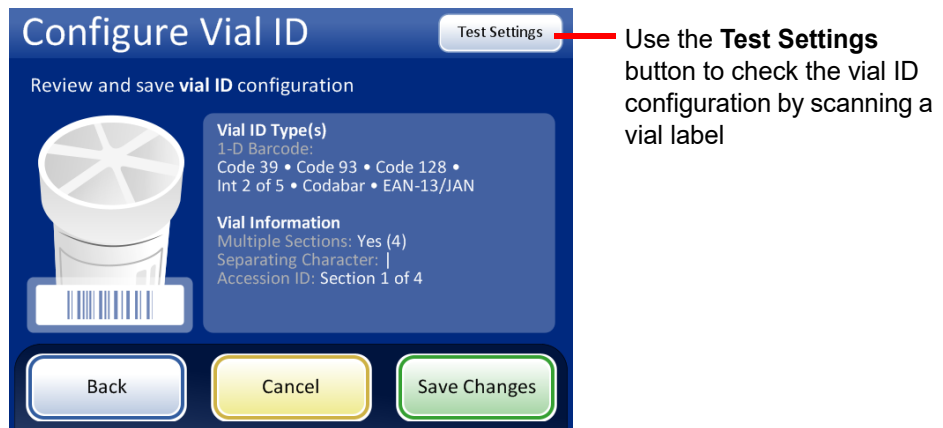 Configure Vial ID
Test Settings
Use the Test Settings
button to check the vial ID
configuration by scanning a
vial label
Review and save vial ID configuration
Vial ID Type(s)
1-D Barcode:
Code 39 • Code 93 • Code 128 •
Int 2 of 5 • Codabar • EAN-13/JAN
Vial Information
Multiple Sections: Yes (4)
Separating Character: |
Accession ID: Section 1 of 4
Back
Cancel
Save Changes